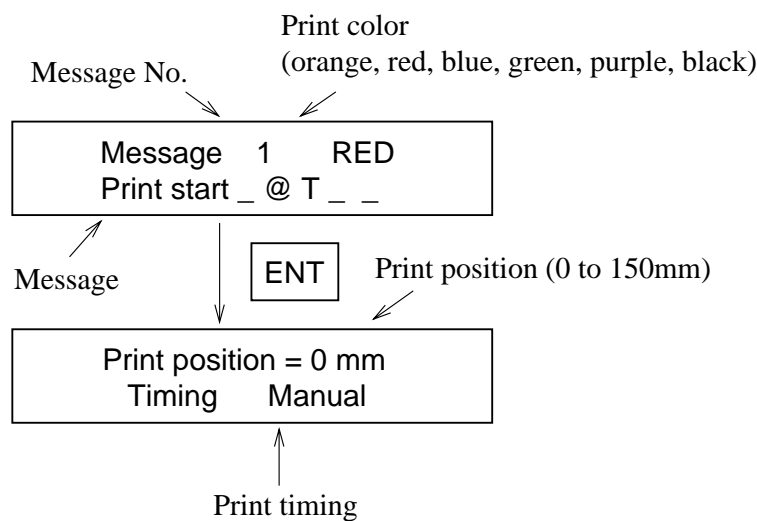 Print color
(orange, red, blue, green, purple, black)
Message No.
Message 1 RED
Print start _ @ T _ _
Message
ENT
Print position (0 to 150mm)
Print position = 0 mm
Timing Manual
Print timing